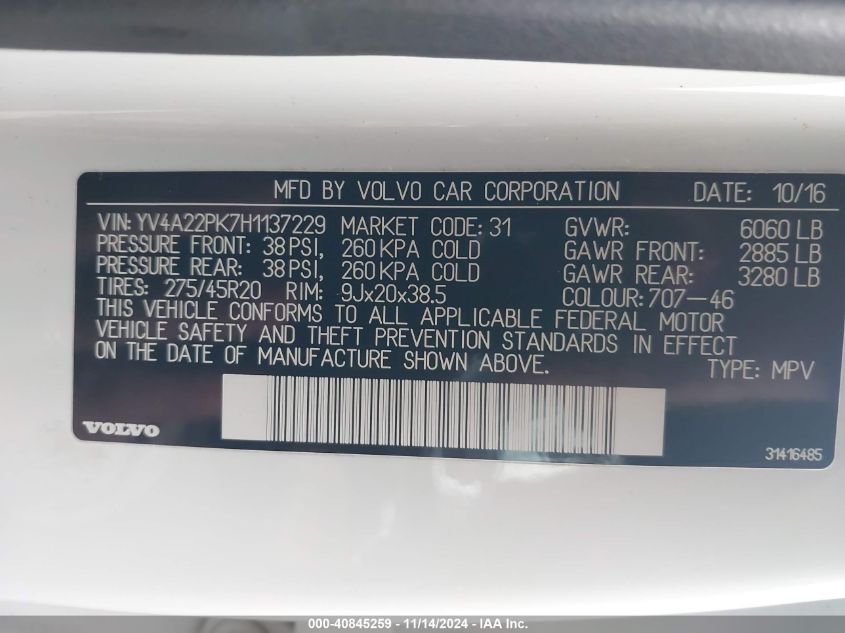 MFD BY VOLVO CAR CORPORATION DATE: 10/16
VIN: YV4A22PK7H1137229 MARKET CODE: 31 GVWR: 6060 LB
PRESSURE FRONT: 38 PSI, 260 KPA COLD GAWR FRONT: 2885 LB
PRESSURE REAR: 38 PSI, 260 KPA COLD GAWR REAR: 3280 LB
TIRES: 275/45R20 RIM: 9Jx20x38.5 COLOUR: 707-46
THIS VEHICLE CONFORMS TO ALL APPLICABLE FEDERAL MOTOR
VEHICLE SAFETY AND THEFT PREVENTION STANDARDS IN EFFECT
ON THE DATE OF MANUFACTURE SHOWN ABOVE. TYPE: MPV
VOLVO
31416485
000-40845259 - 11/14/2024 - IAA Inc.